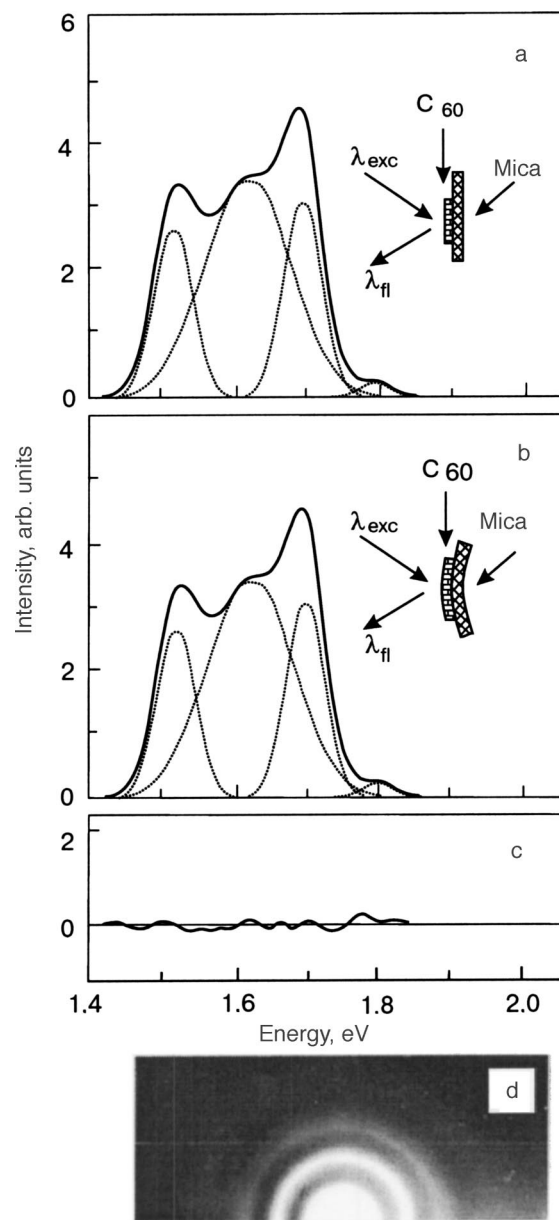 6
a
C 60
λexc
Mica
4
λfl
2
0
b
C 60
λexc
Mica
4
λfl
2
0
Intensity, arb. units
c
2
0
1.4 1.6 1.8 2.0
Energy, eV
d